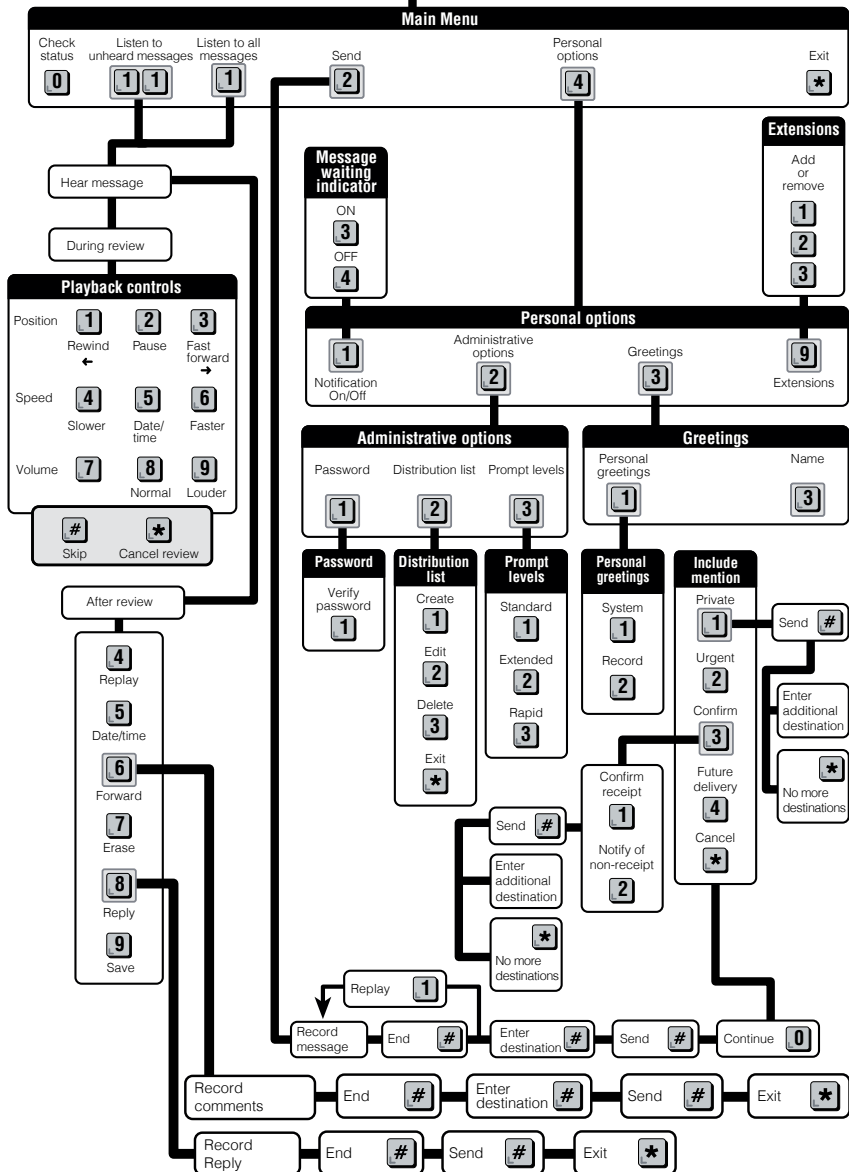 Main Menu
Check
status
0
Listen to
unheard messages
1 1
Listen to all
messages
1
Send
2
Personal
options
4
Exit
*
Hear message
During review
Playback controls
Position
1
Rewind
←
2
Pause
3
Fast
forward
→
Speed
4
Slower
5
Date/
time
6
Faster
Volume
7
8
Normal
9
Louder
#
Skip
*
Cancel review
After review
4
Replay
5
Date/time
6
Forward
7
Erase
8
Reply
9
Save
Message
waiting
indicator
ON
3
OFF
4
Extensions
Add
or
remove
1
2
3
Personal options
1
Notification
On/Off
Administrative
options
2
Greetings
3
9
Extensions
Administrative options
Password
1
Distribution list
2
Prompt levels
3
Greetings
Personal
greetings
1
Name
3
Password
Verify
password
1
Distribution
list
Create
1
Edit
2
Delete
3
Exit
*
Prompt
levels
Standard
1
Extended
2
Rapid
3
Personal
greetings
System
1
Record
2
Include
mention
Private
1
Urgent
2
Confirm
3
Future
delivery
4
Cancel
*
Send #
Enter
additional
destination
*
No more
destinations
Confirm
receipt
1
Notify of
non-receipt
2
Send #
Enter
additional
destination
*
No more
destinations
Replay 1
Record
message
End #
Enter
destination #
Send #
Continue 0
Record
comments
End #
Enter
destination #
Send #
Exit *
Record
Reply
End #
Send #
Exit *